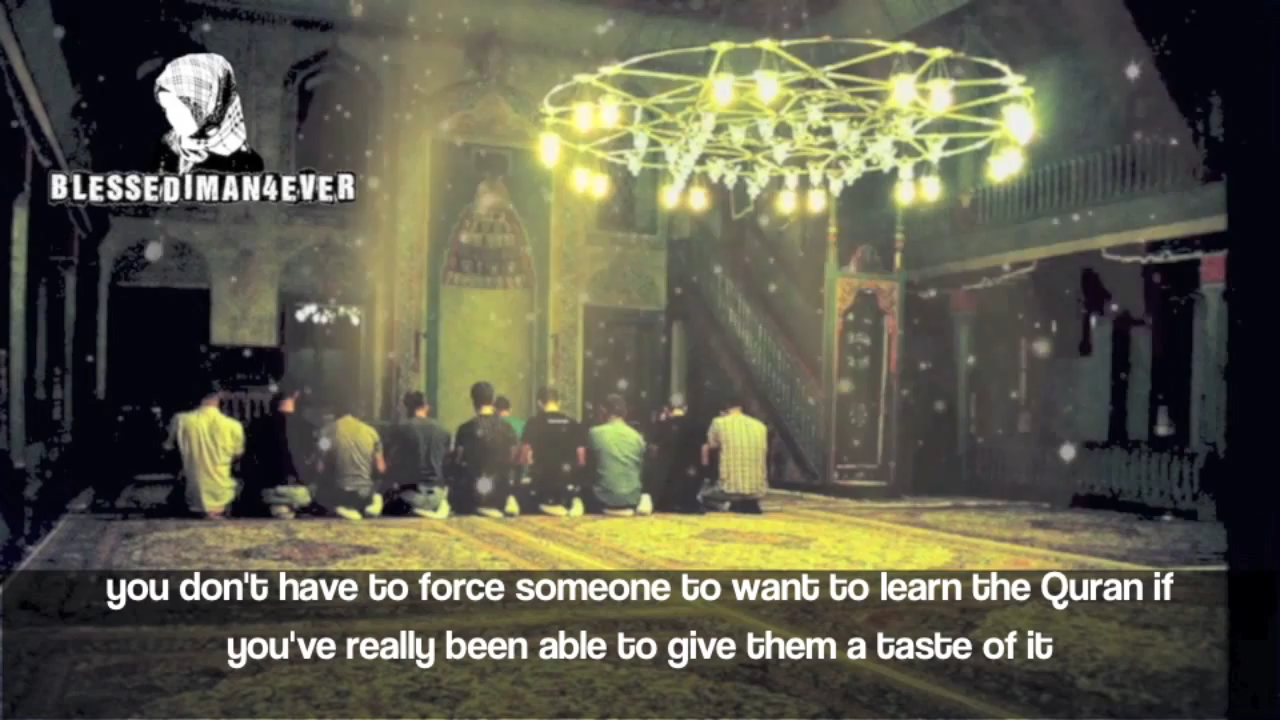 BLESSEDIMAN4EVER
you don't have to force someone to want to learn the Quran if
you've really been able to give them a taste of it